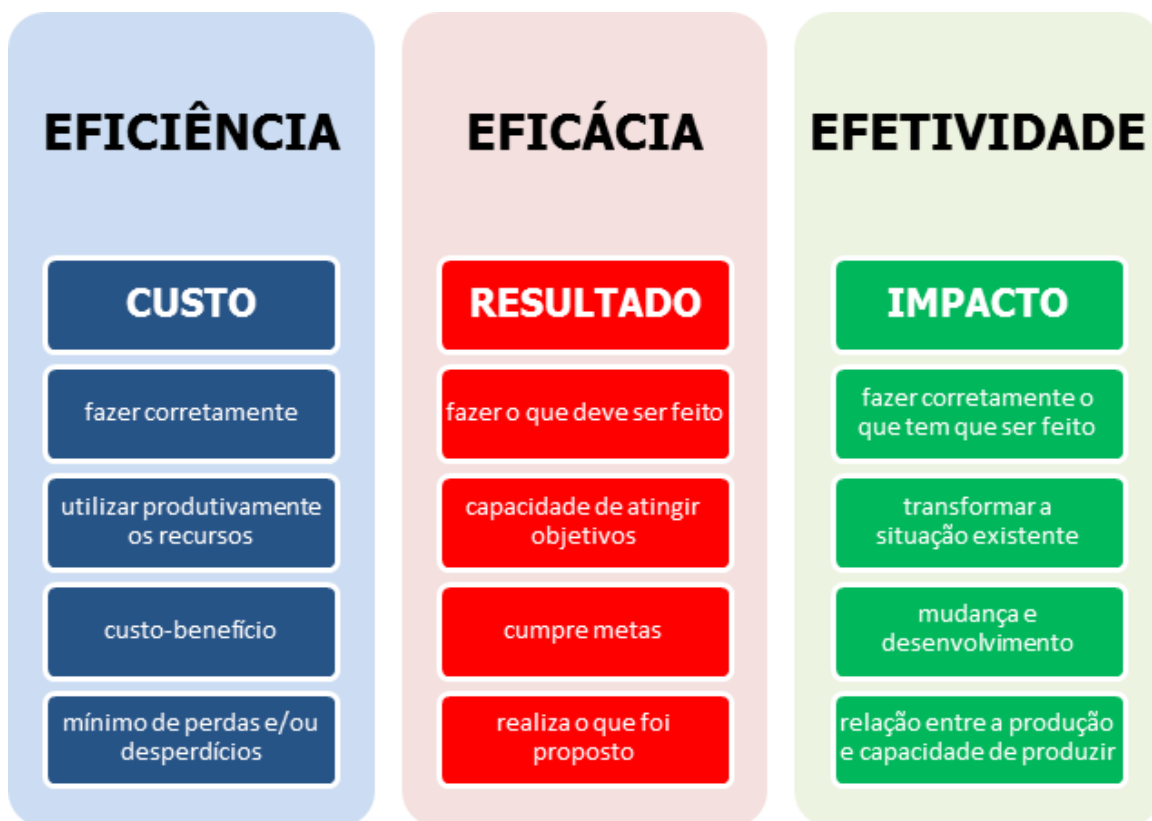 EFICIÊNCIA
CUSTO
fazer corretamente
utilizar produtivamente
os recursos
custo-benefício
mínimo de perdas e/ou
desperdícios
EFICÁCIA
RESULTADO
fazer o que deve ser feito
capacidade de atingir
objetivos
cumpre metas
realiza o que foi
proposto
EFETIVIDADE
IMPACTO
fazer corretamente o
que tem que ser feito
transformar a
situação existente
mudança e
desenvolvimento
relação entre a produção
e capacidade de produzir